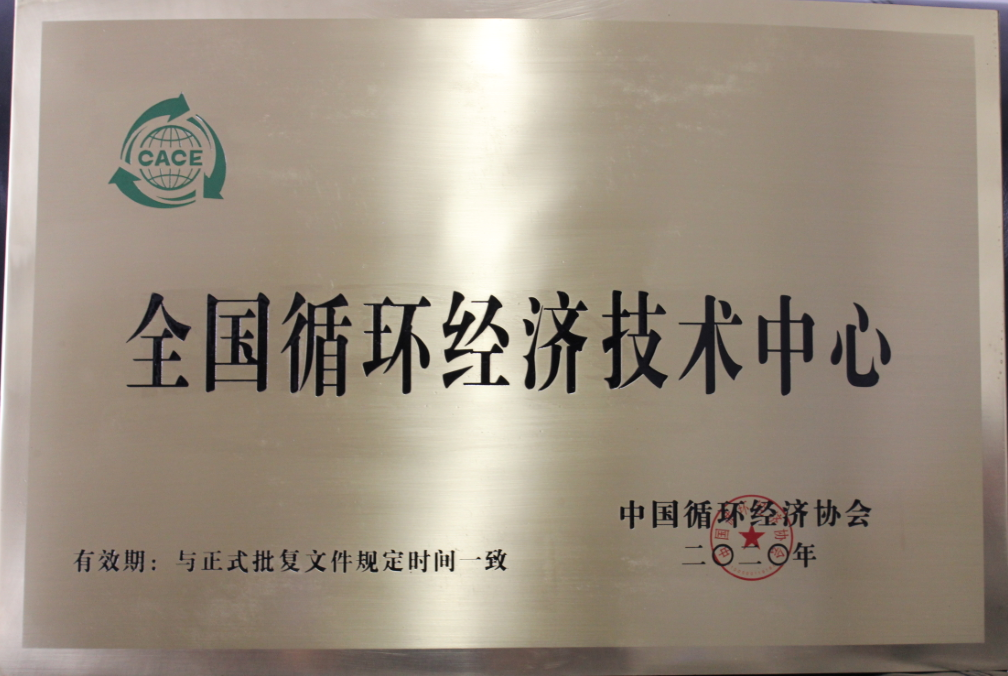 CACE
全国循环经济技术中心
中国循环经济协会
二〇二〇年
有效期：与正式批复文件规定时间一致